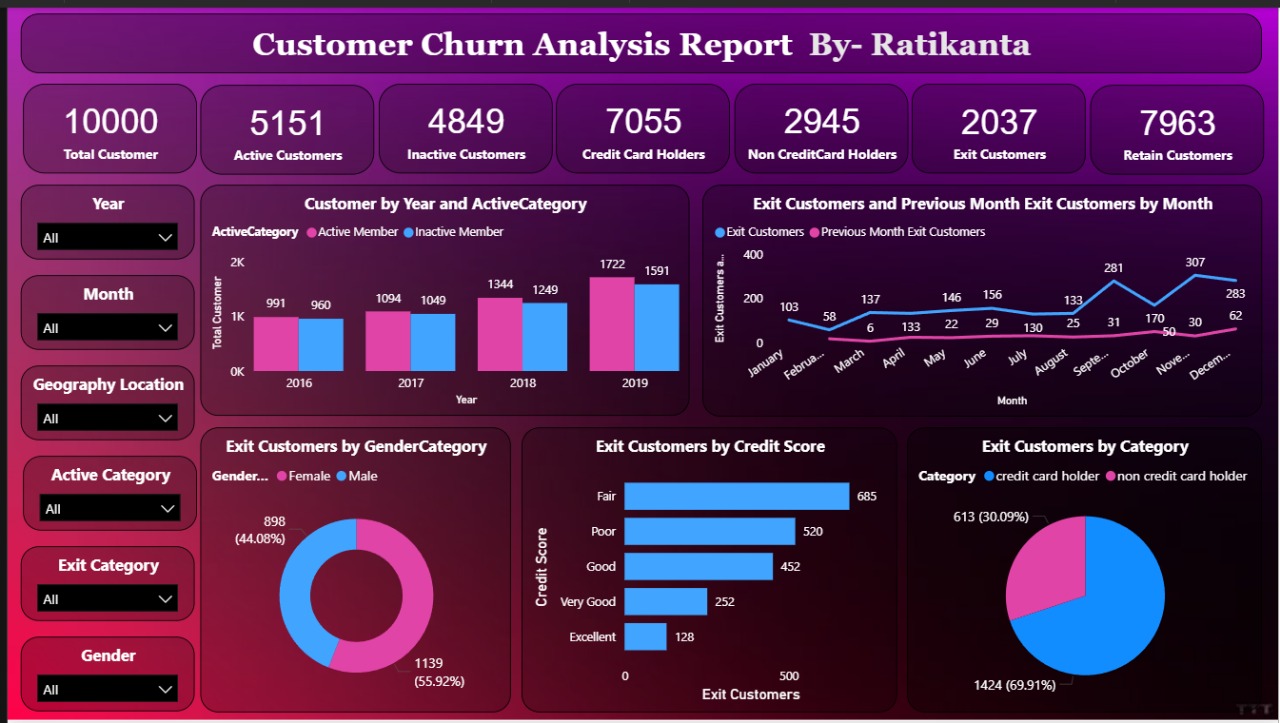 Customer Churn Analysis Report By- Ratikanta
10000
Total Customer
5151
Active Customers
4849
Inactive Customers
7055
Credit Card Holders
2945
Non CreditCard Holders
2037
Exit Customers
7963
Retain Customers
Year
All
Month
All
Geography Location
All
Active Category
All
Exit Category
All
Gender
All
Customer by Year and ActiveCategory
ActiveCategory Active Member Inactive Member
Total Customer
2K
1K
0K
991 960
1094 1049
1344 1249
1722 1591
2016 2017 2018 2019
Year
Exit Customers and Previous Month Exit Customers by Month
Exit Customers Previous Month Exit Customers
Exit Customers a...
400
200
0
103 58 137 133 146 156 130 133 281 170 307 283
6 22 29 25 31 50 30 62
January Februa... March April May June July August Septe... October Nove... Decem...
Month
Exit Customers by GenderCategory
Gender... Female Male
898
(44.08%)
1139
(55.92%)
Exit Customers by Credit Score
Credit Score
Fair 685
Poor 520
Good 452
Very Good 252
Excellent 128
0 500
Exit Customers
Exit Customers by Category
Category credit card holder non credit card holder
613 (30.09%)
1424 (69.91%)